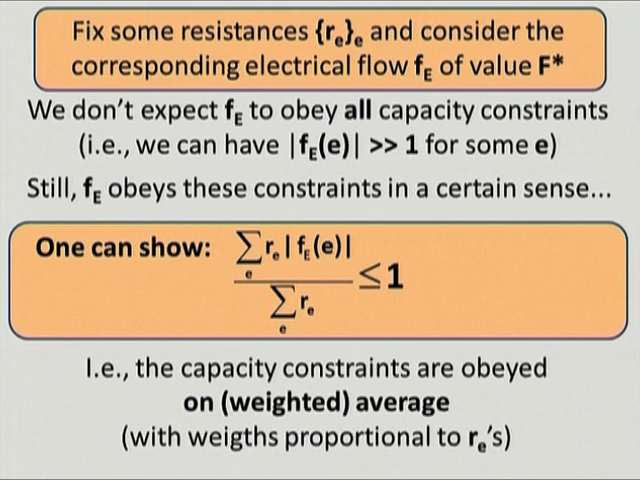 Fix some resistances {rₑ}ₑ and consider the
corresponding electrical flow f_E of value F*
We don't expect f_E to obey all capacity constraints
(i.e., we can have |f_E(e)| >> 1 for some e)
Still, f_E obeys these constraints in a certain sense...
One can show: ∑ₑ rₑ|f_E(e)| / ∑ₑ rₑ ≤ 1
I.e., the capacity constraints are obeyed
on (weighted) average
(with weigths proportional to rₑ's)